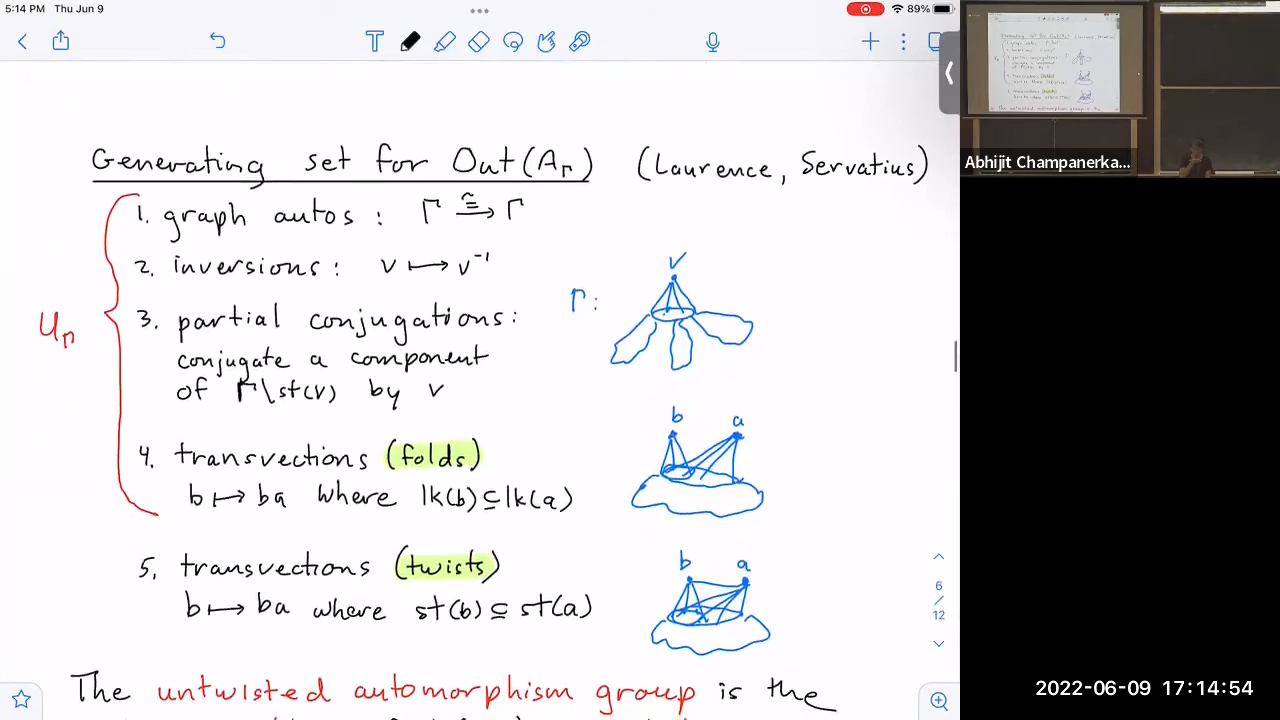 5:14 PM Thu Jun 9
89%
Generating set for Out(A_Γ) (Laurence, Servatius)
1. graph autos : Γ ≅→ Γ
2. inversions : v ↦ v⁻¹
3. partial conjugations :
conjugate a component
of Γ \ st(v) by v
U_Γ
Γ :
v
4. transvections (folds)
b ↦ ba where lk(b) ⊆ lk(a)
b a
5. transvections (twists)
b ↦ ba where st(b) ⊆ st(a)
b a
The untwisted automorphism group is the
6
/
12
Abhijit Champanerka...
2022-06-09 17:14:54